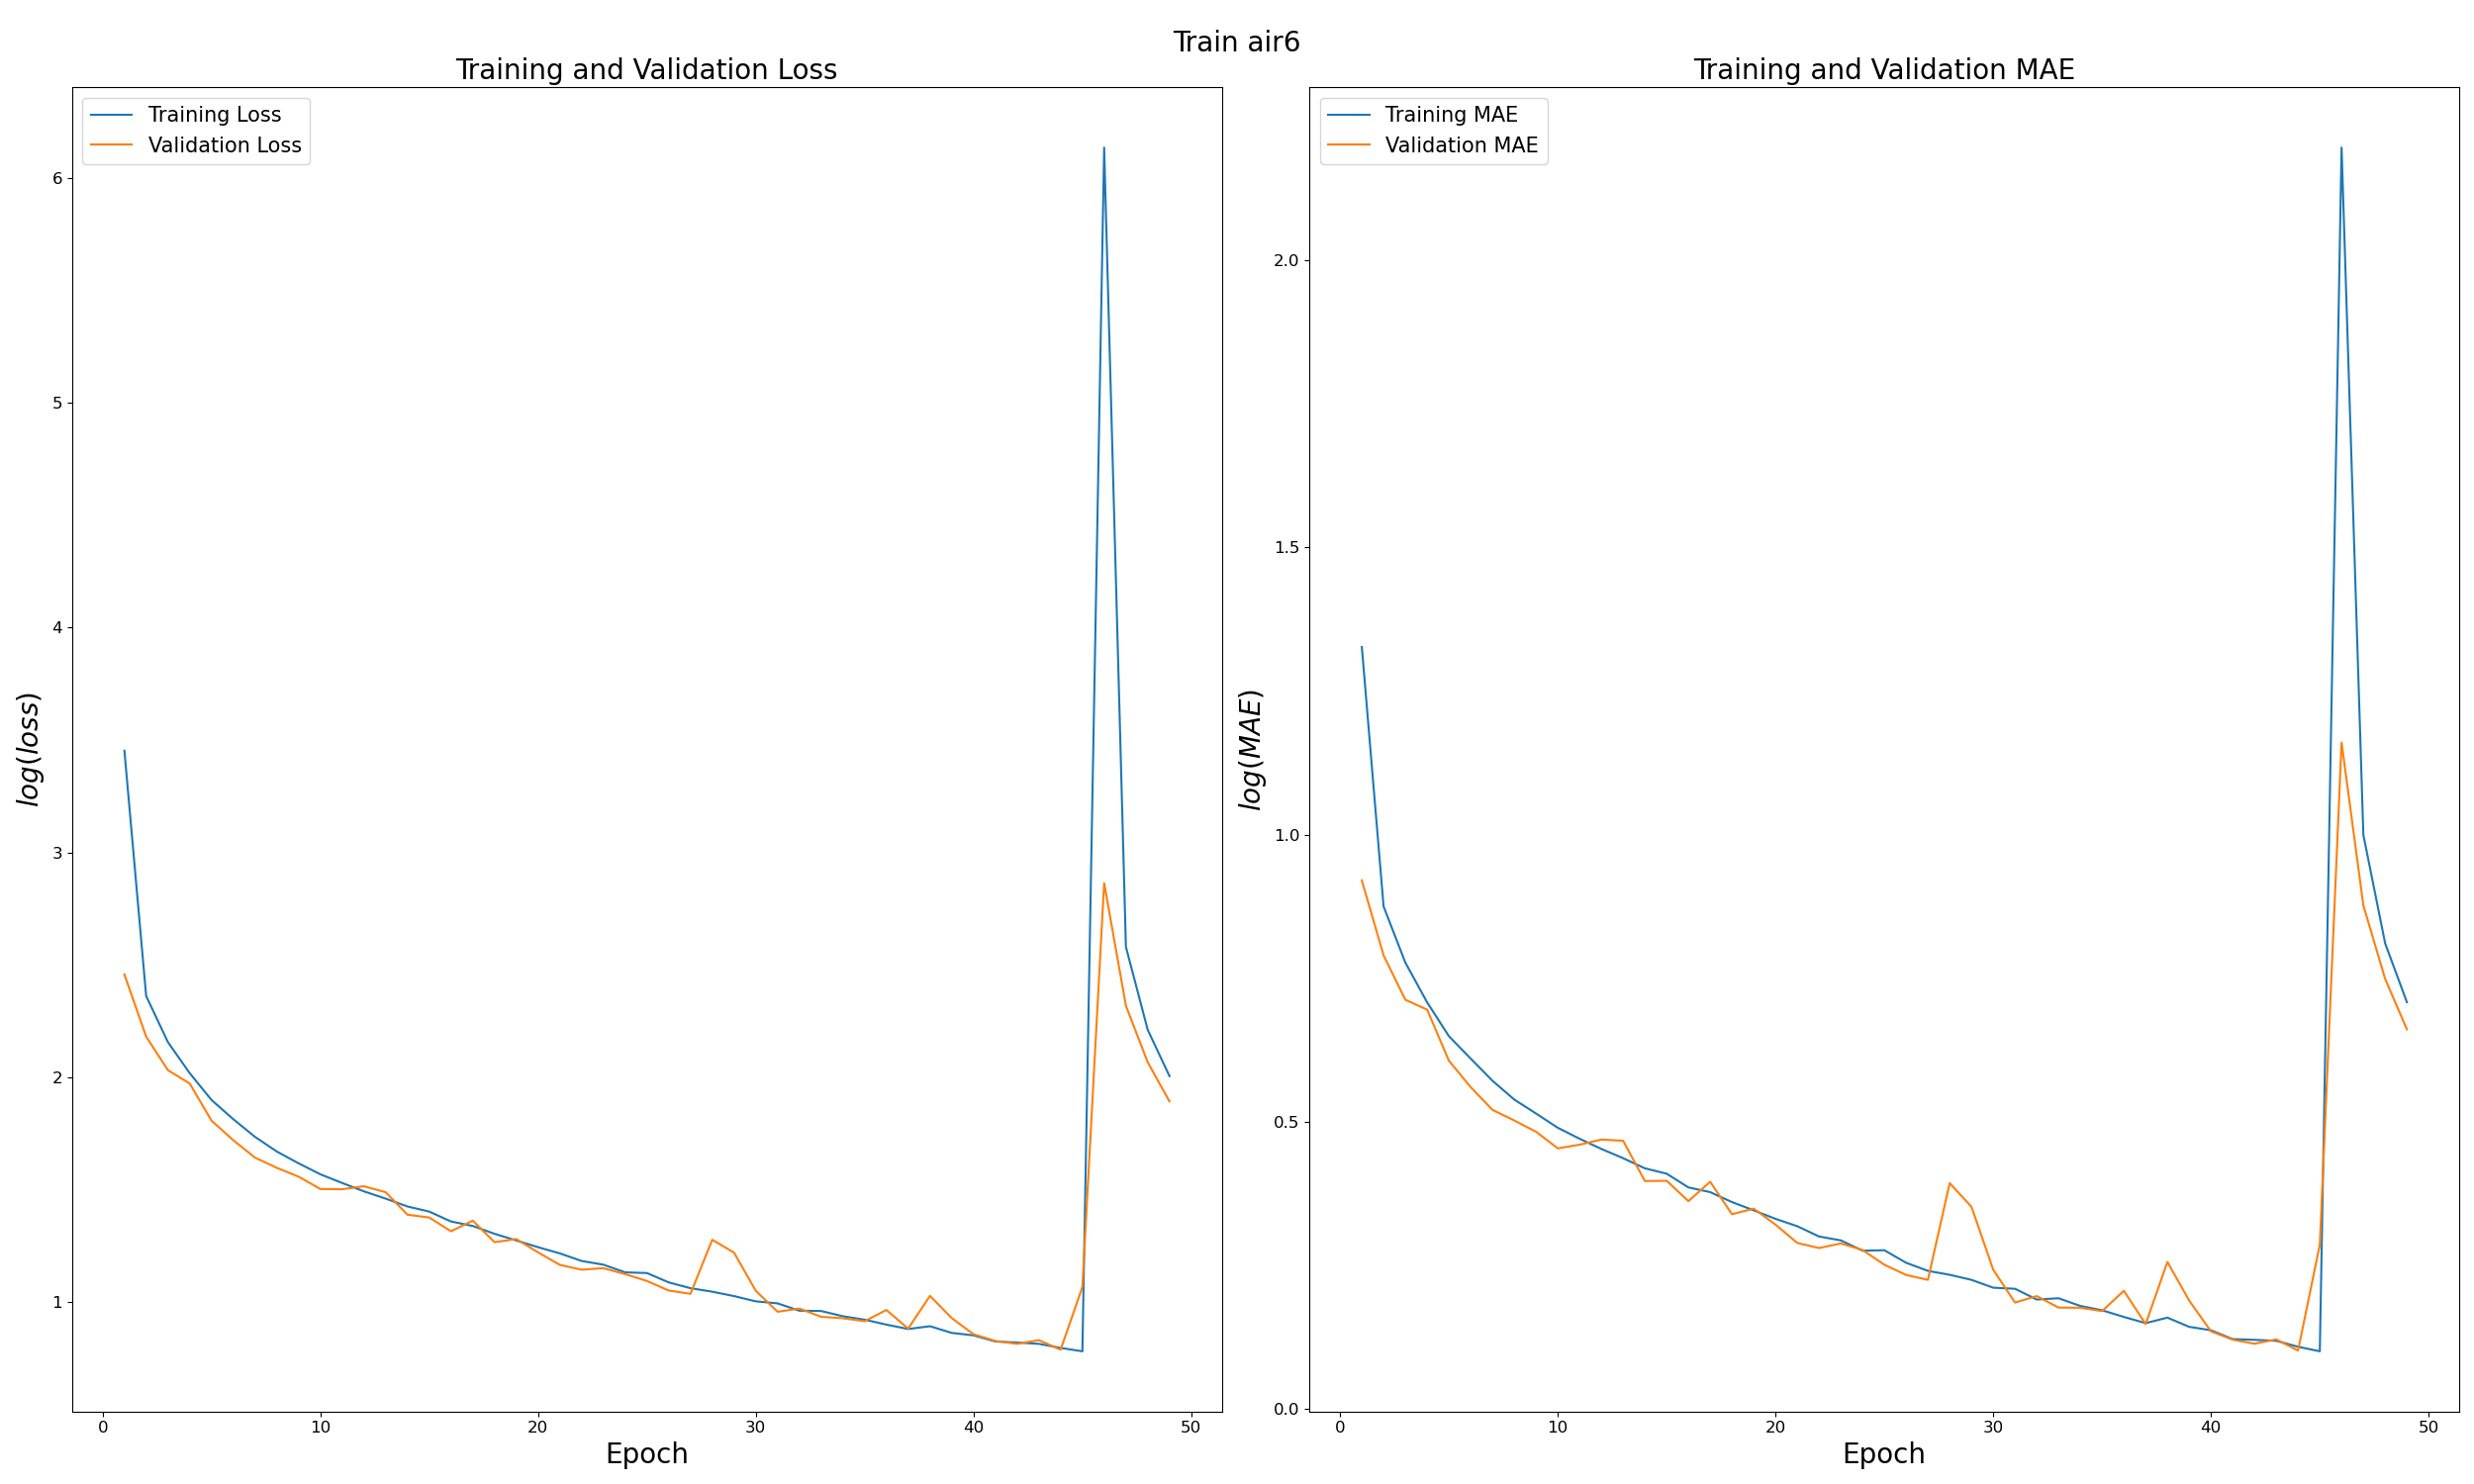 Train air6
Training and Validation Loss
Training Loss
Validation Loss
6
5
4
3
2
1
log(loss)
0 10 20 30 40 50
Epoch
Training and Validation MAE
Training MAE
Validation MAE
2.0
1.5
1.0
0.5
0.0
log(MAE)
0 10 20 30 40 50
Epoch